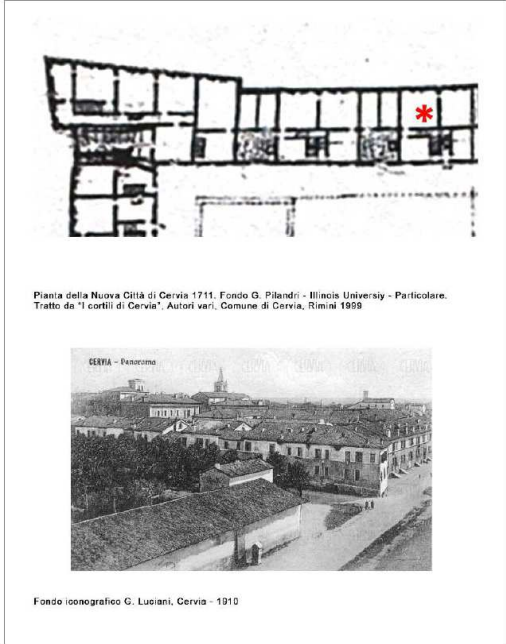 Pianta della Nuova Città di Cervia 1711. Fondo G. Pilandri - Illinois Universiy - Particolare.
Tratto da "I cortili di Cervia", Autori vari, Comune di Cervia, Rimini 1999
CERVIA - Panorama
Fondo iconografico G. Luciani, Cervia - 1910